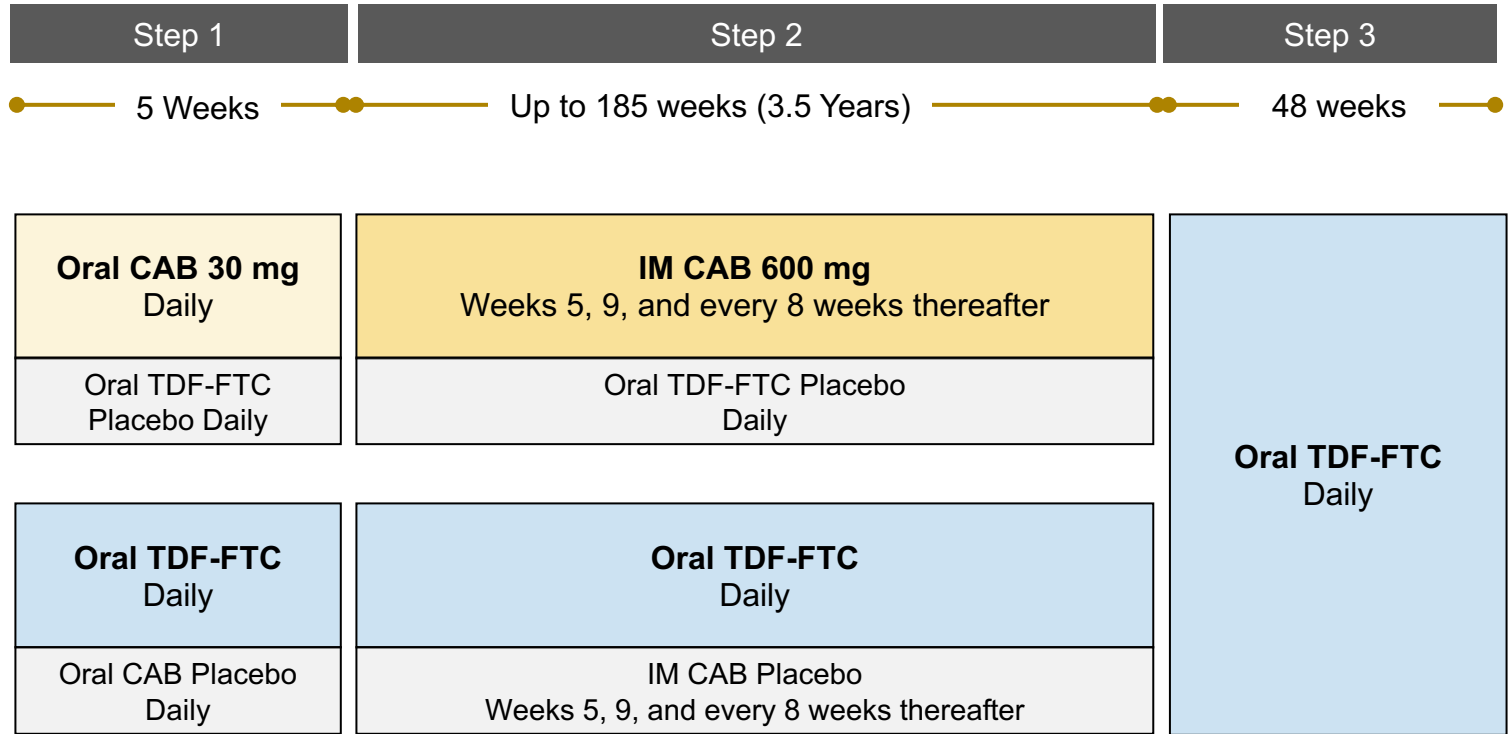 Step 1
Step 2
Step 3
5 Weeks
Up to 185 weeks (3.5 Years)
48 weeks
Oral CAB 30 mg
Daily
IM CAB 600 mg
Weeks 5, 9, and every 8 weeks thereafter
Oral TDF-FTC
Placebo Daily
Oral TDF-FTC Placebo
Daily
Oral TDF-FTC
Daily
Oral CAB Placebo
Daily
Oral TDF-FTC
Daily
IM CAB Placebo
Weeks 5, 9, and every 8 weeks thereafter
Oral TDF-FTC
Daily